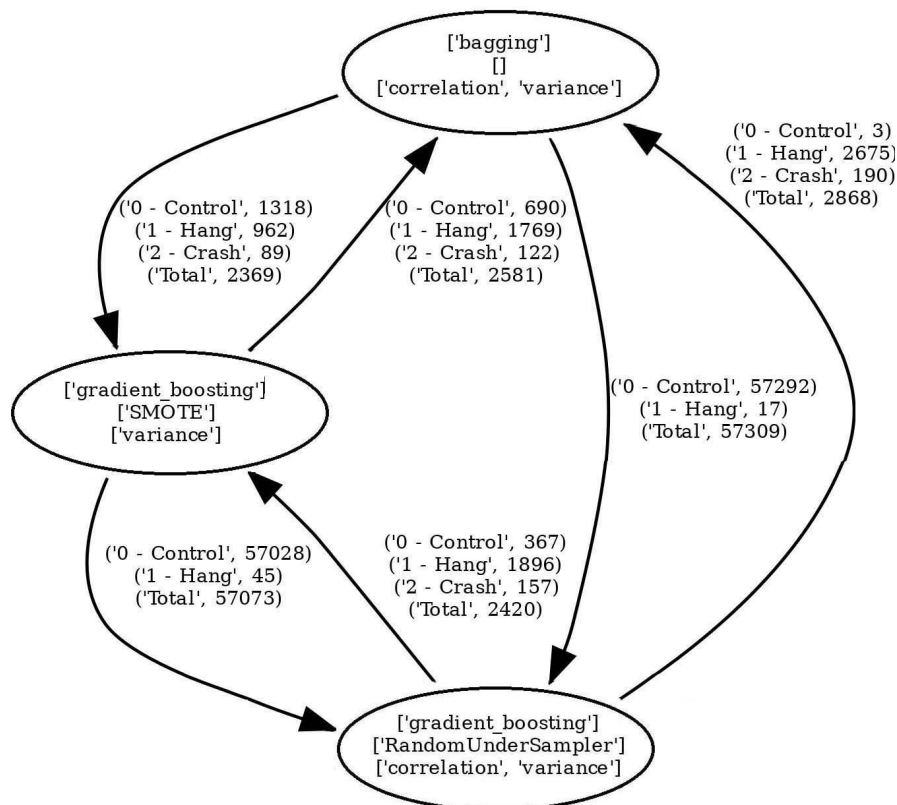 ['bagging']
[]
['correlation', 'variance']
('0 - Control', 3)
('1 - Hang', 2675)
('2 - Crash', 190)
('Total', 2868)
('0 - Control', 1318)
('1 - Hang', 962)
('2 - Crash', 89)
('Total', 2369)
('0 - Control', 690)
('1 - Hang', 1769)
('2 - Crash', 122)
('Total', 2581)
['gradient_boosting']
['SMOTE']
['variance']
('0 - Control', 57292)
('1 - Hang', 17)
('Total', 57309)
('0 - Control', 57028)
('1 - Hang', 45)
('Total', 57073)
('0 - Control', 367)
('1 - Hang', 1896)
('2 - Crash', 157)
('Total', 2420)
['gradient_boosting']
['RandomUnderSampler']
['correlation', 'variance']